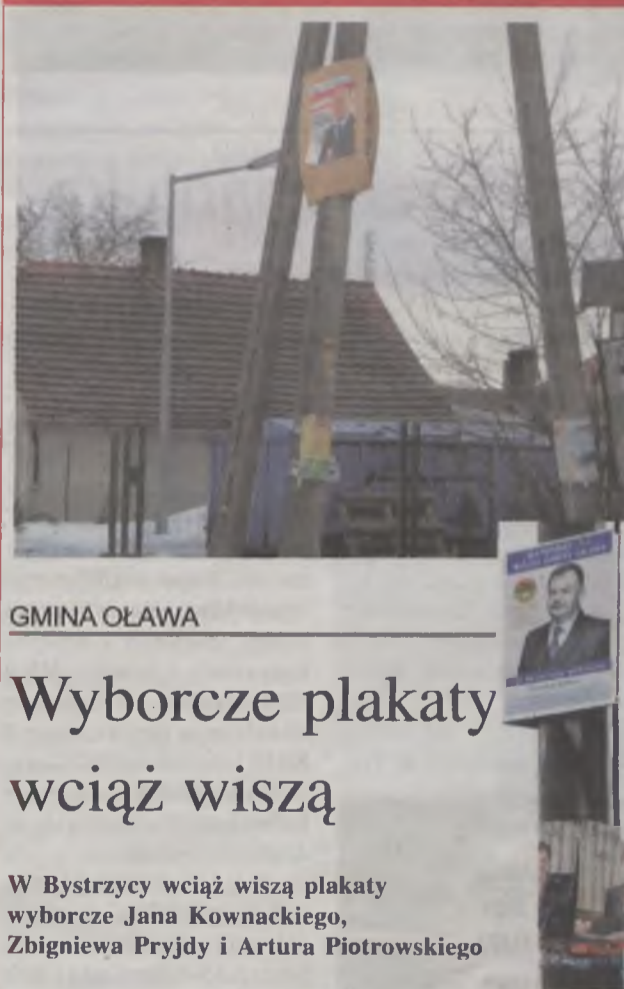 GMINA OŁAWA
Wyborcze plakaty
wciąż wiszą
W Bystrzycy wciąż wiszą plakaty
wyborcze Jana Kownackiego,
Zbigniewa Pryjdy i Artura Piotrowskiego